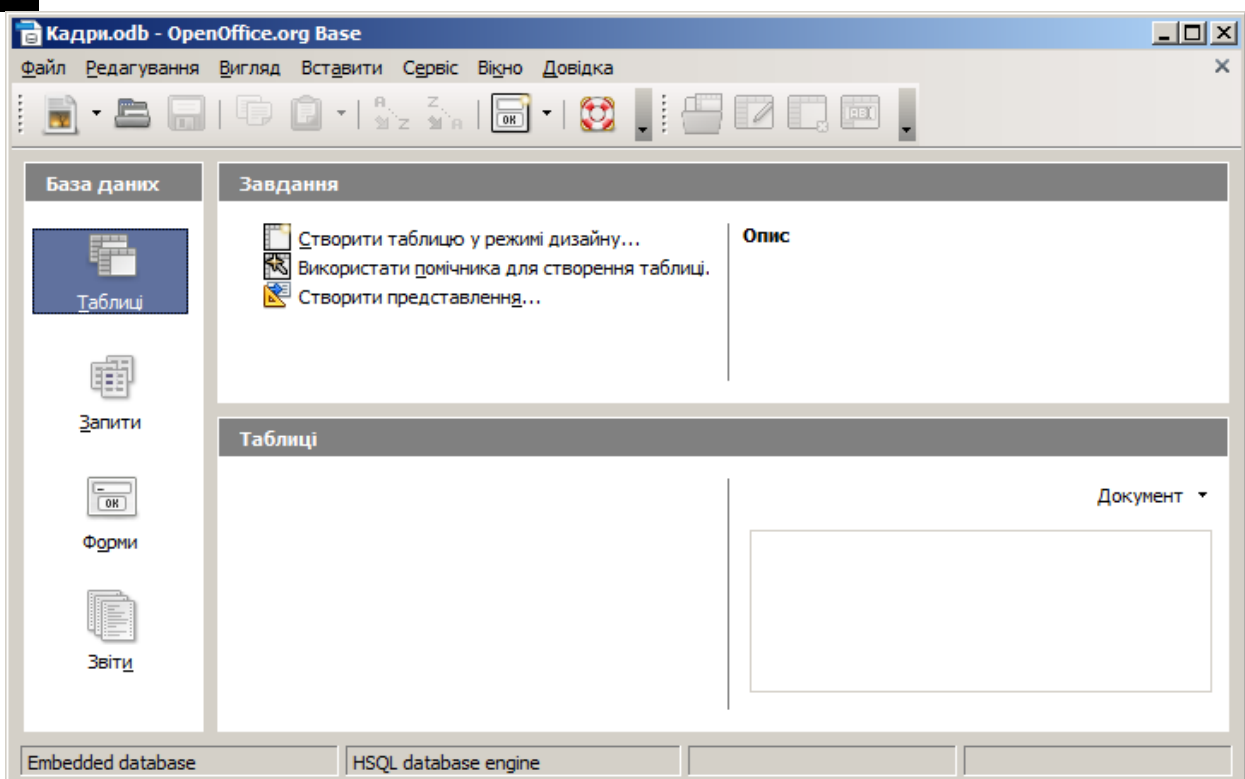 Кадри.odb - OpenOffice.org Base
Файл Редагування Вигляд Вставити Сервіс Вікно Довідка
База даних
Завдання
Таблиці
Запити
Форми
Звіти
Створити таблицю у режимі дизайну...
Використати помічника для створення таблиці.
Створити представлення...
Опис
Таблиці
Документ
Embedded database
HSQL database engine